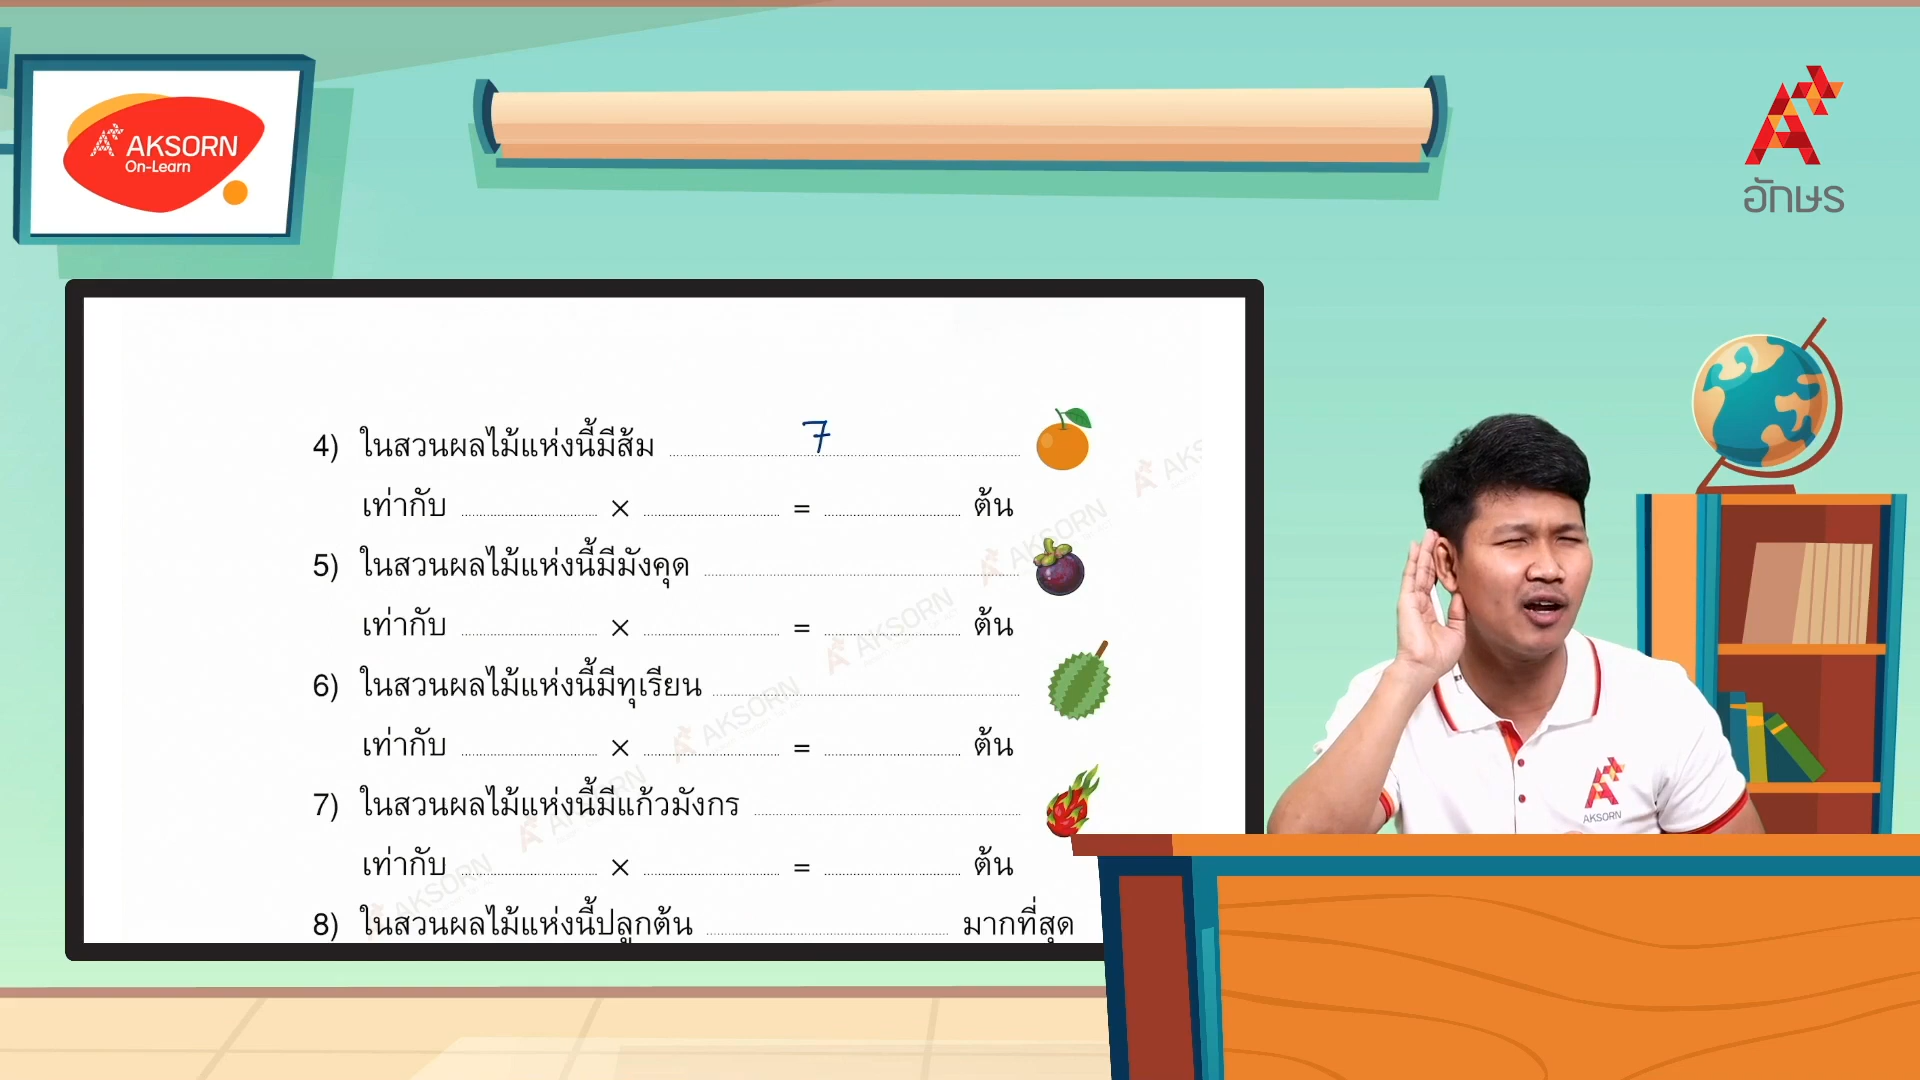 AKSORN
On-Learn
อักษร
4) ในสวนผลไม้แห่งนี้มีส้ม 7
เท่ากับ × = ต้น
5) ในสวนผลไม้แห่งนี้มีมังคุด
เท่ากับ × = ต้น
6) ในสวนผลไม้แห่งนี้มีทุเรียน
เท่ากับ × = ต้น
7) ในสวนผลไม้แห่งนี้มีแก้วมังกร
เท่ากับ × = ต้น
8) ในสวนผลไม้แห่งนี้ปลูกต้น มากที่สุด
AKSORN
AKSORN
AKSORN
AKSORN
AKSORN